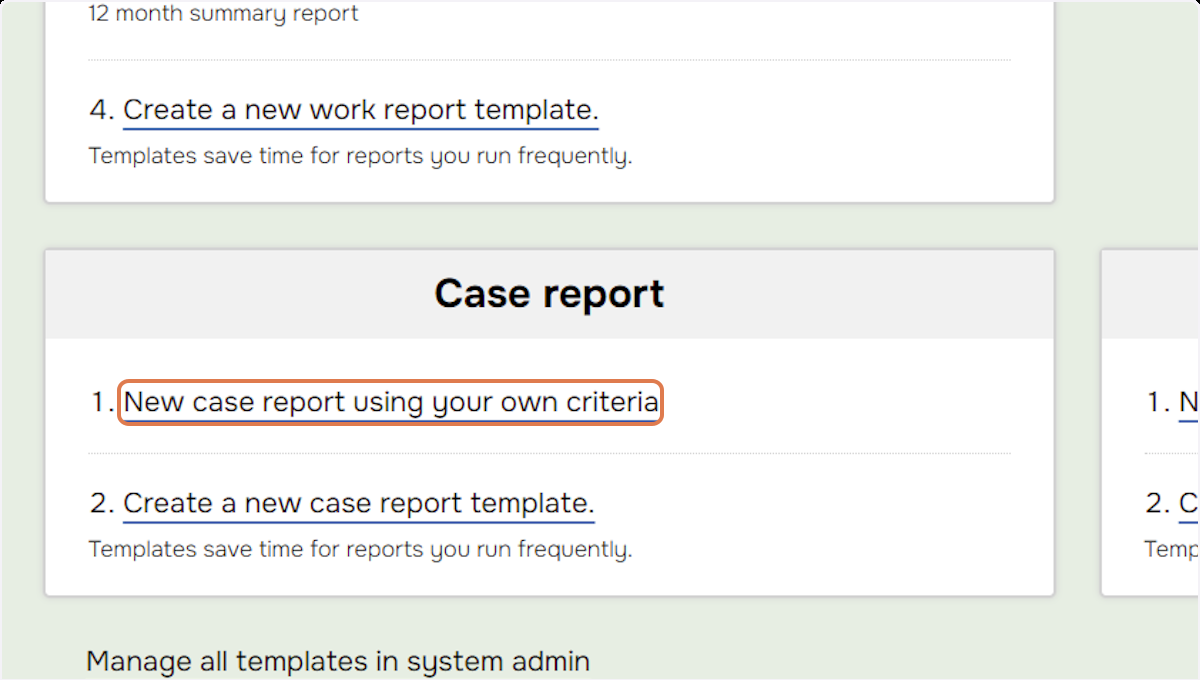 12 month summary report
4. Create a new work report template.
Templates save time for reports you run frequently.
Case report
1. New case report using your own criteria
2. Create a new case report template.
Templates save time for reports you run frequently.
1. N
2. C
Temp
Manage all templates in system admin